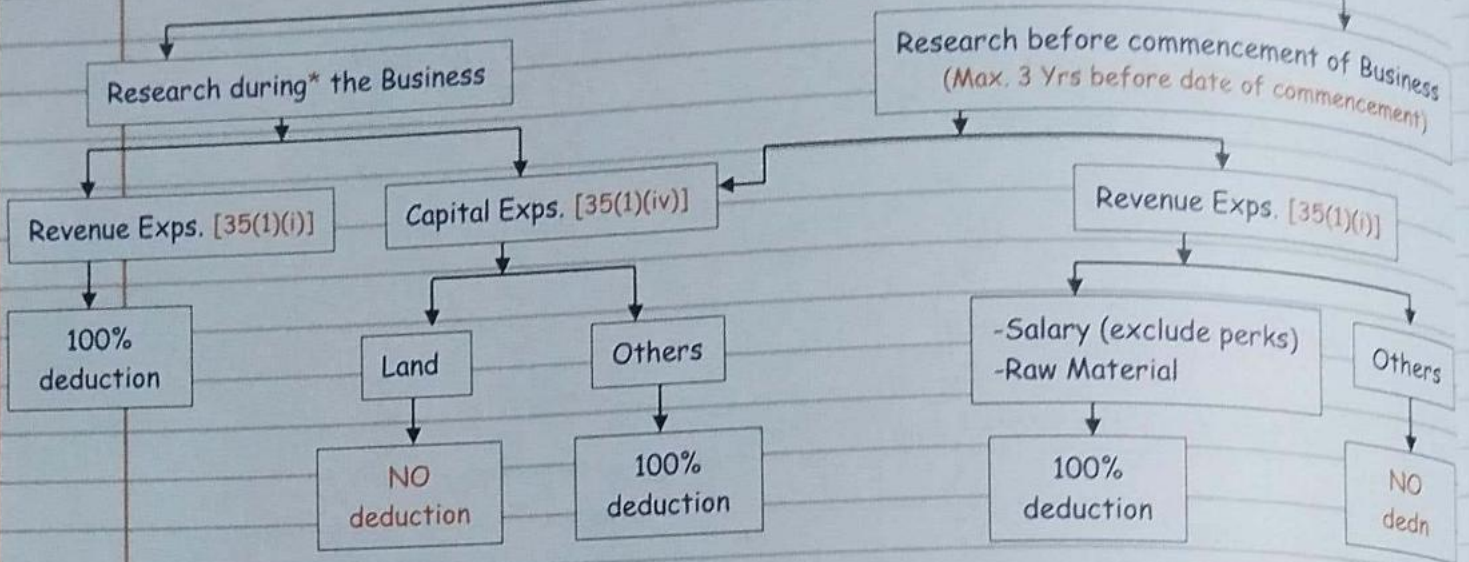 Research during* the Business
Research before commencement of Business
(Max. 3 Yrs before date of commencement)
Revenue Exps. [35(1)(i)]
Capital Exps. [35(1)(iv)]
Revenue Exps. [35(1)(i)]
100%
deduction
Land
Others
-Salary (exclude perks)
-Raw Material
Others
NO
deduction
100%
deduction
100%
deduction
NO
dedn